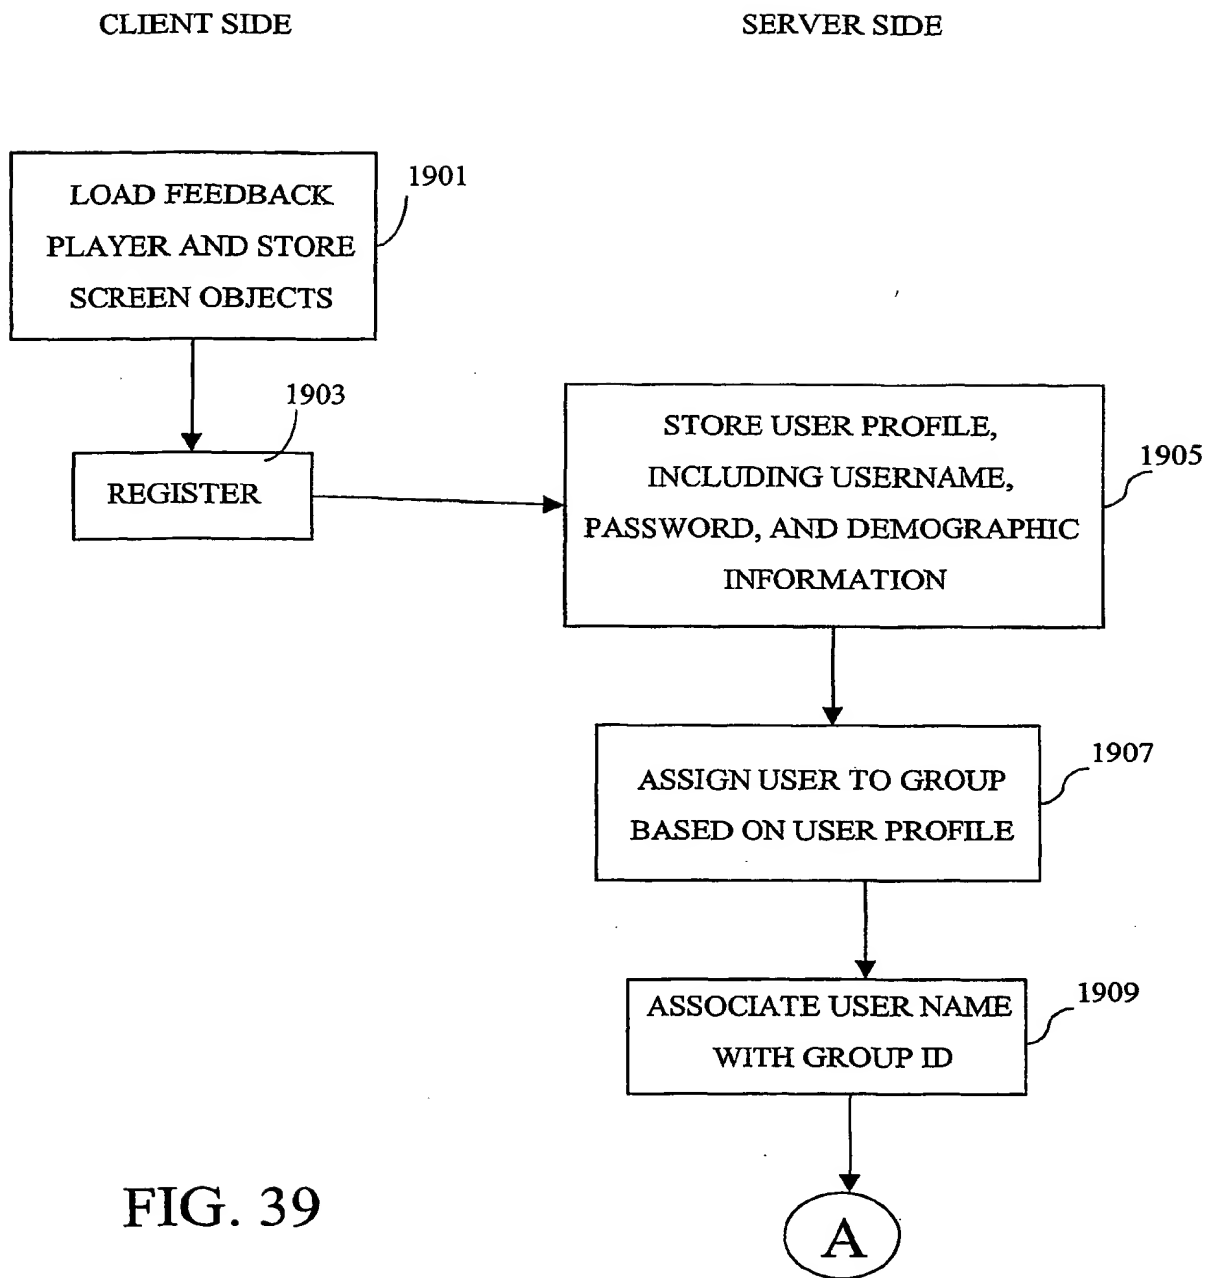 CLIENT SIDE
SERVER SIDE
1901
LOAD FEEDBACK
PLAYER AND STORE
SCREEN OBJECTS
1903
REGISTER
STORE USER PROFILE,
INCLUDING USERNAME,
PASSWORD, AND DEMOGRAPHIC
INFORMATION
1905
ASSIGN USER TO GROUP
BASED ON USER PROFILE
1907
ASSOCIATE USER NAME
WITH GROUP ID
1909
A
FIG. 39